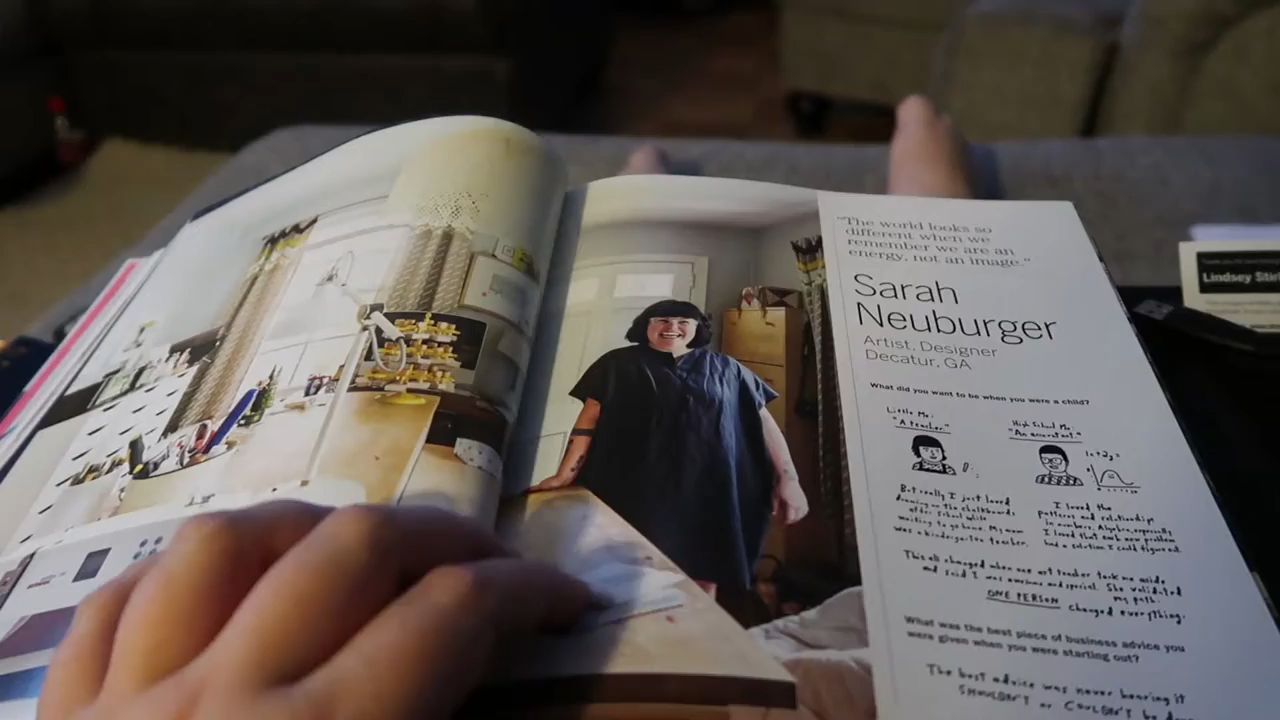 "The world looks so
different when we
remember we are an
energy, not an image."
Sarah
Neuburger
Artist, Designer
Decatur, GA
What did you want to be when you were a child?
Little Me:
"A teacher."
High School Me:
"An accountant."
But really I just loved
drawing on the chalkboards
after school while
waiting to go home. My mom
was a kindergarten teacher.
I loved the
patterns and relationships
in numbers. Algebra, especially
I loved that each new problem
had a solution I could figure out.
This all changed when one art teacher took me aside
and said I was awesome and special. She validated
my path.
ONE PERSON changed everything.
What was the best piece of business advice you
were given when you were starting out?
The best advice was never hearing it
SHOULDN'T or COULDN'T be
Lindsey